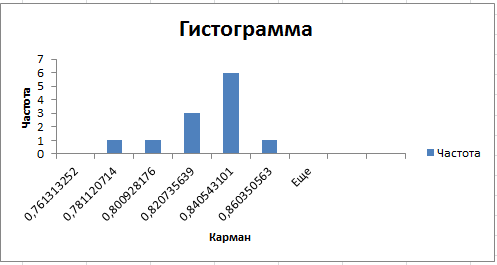 Гистограмма
Частота
7
6
5
4
3
2
1
0
0,761313252
0,781120714
0,800928176
0,820735639
0,840543101
0,860350563
Еще
Карман
Частота